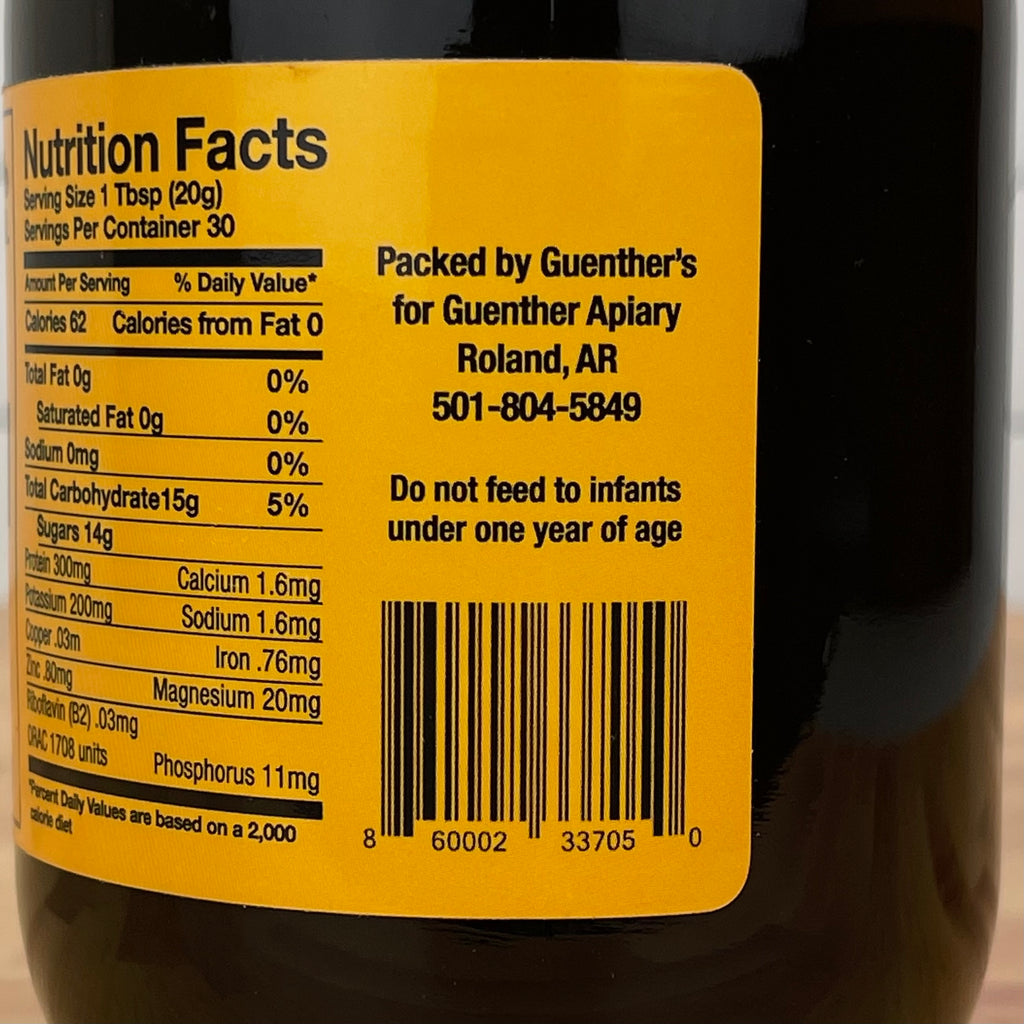 Nutrition Facts
Serving Size 1 Tbsp (20g)
Servings Per Container 30
Amount Per Serving % Daily Value*
Calories 62 Calories from Fat 0
Total Fat 0g 0%
Saturated Fat 0g 0%
Sodium 0mg 0%
Total Carbohydrate15g 5%
Sugars 14g
Protein 300mg Calcium 1.6mg
Potassium 200mg Sodium 1.6mg
Copper .03m Iron .76mg
Zinc .80mg Magnesium 20mg
Riboflavin (B2) .03mg
ORAC 1708 units Phosphorus 11mg
*Percent Daily Values are based on a 2,000
calorie diet
Packed by Guenther's
for Guenther Apiary
Roland, AR
501-804-5849
Do not feed to infants
under one year of age
8 60002 33705 0